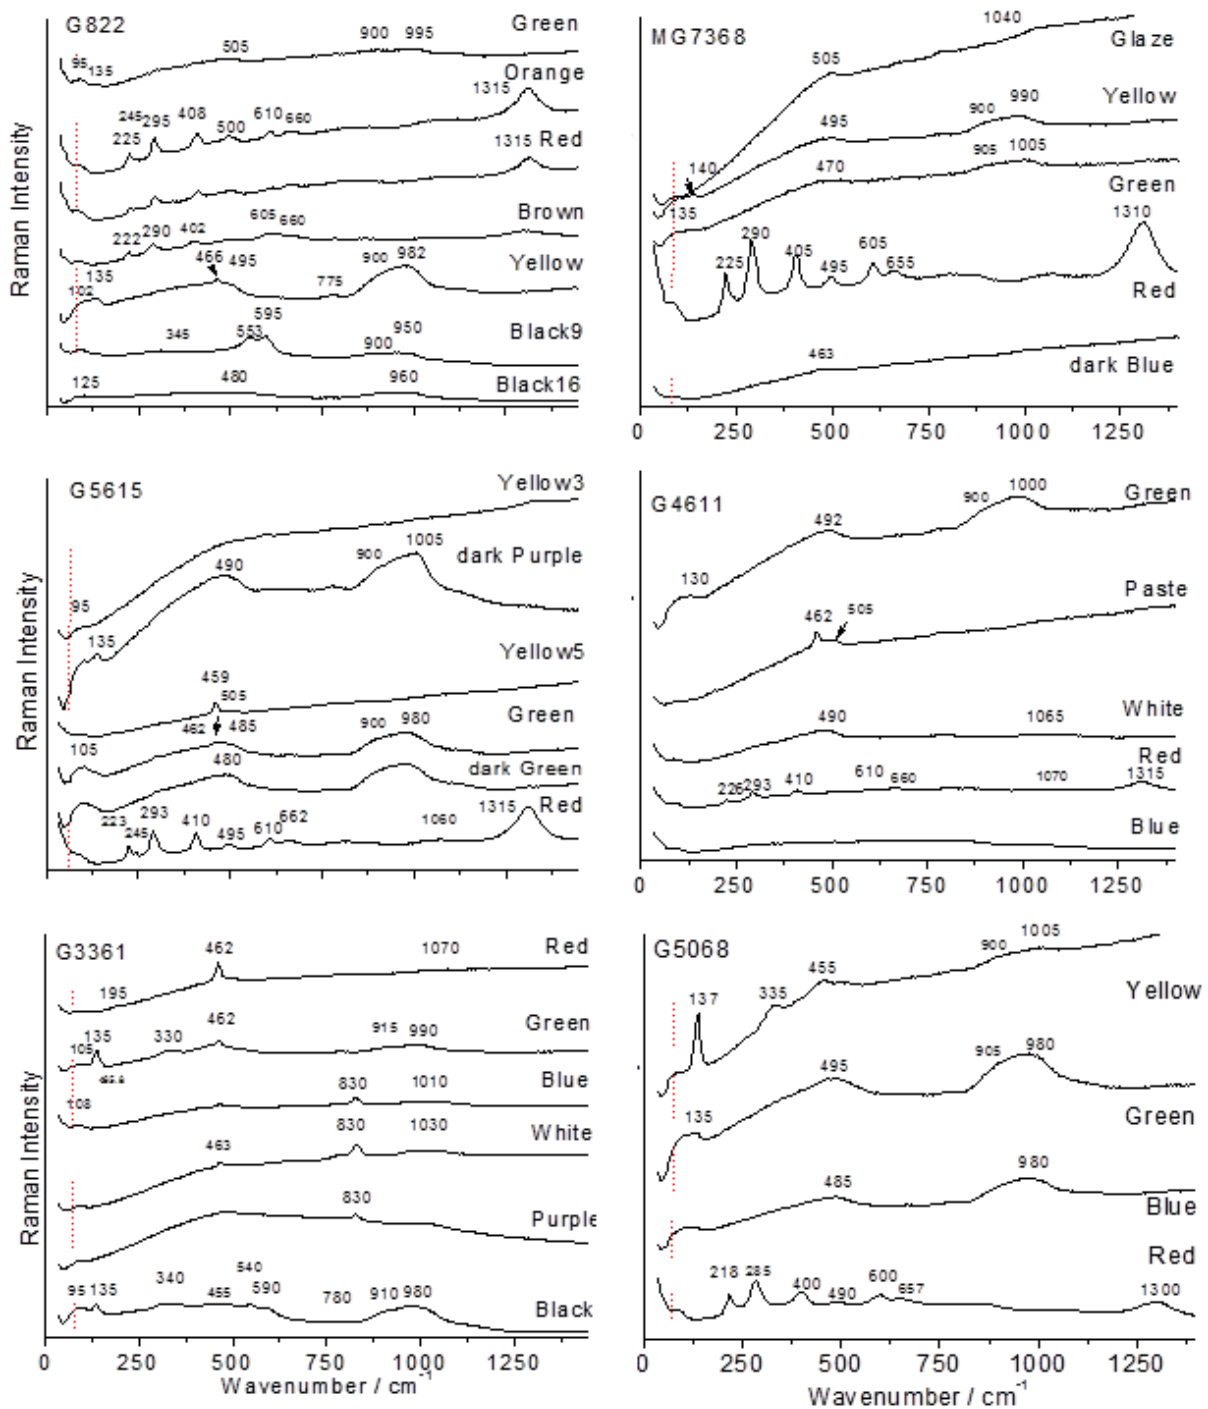 G822
Green
95
135
505
900
995
Orange
1315
245
225
295
408
500
610
660
Red
1315
Brown
222
290
402
605
660
Yellow
102
135
466
495
775
900
982
Black9
345
553
595
900
950
Black16
125
480
960
Raman Intensity
MG7368
1040
Glaze
505
Yellow
140
495
900
990
Green
135
470
905
1005
Red
225
290
405
495
605
655
1310
dark Blue
463
0 250 500 750 1000 1250
G5615
Yellow3
95
dark Purple
135
490
900
1005
Yellow5
459
505
Green
105
462
485
900
980
dark Green
480
Red
223
245
293
410
495
610
662
1060
1315
Raman Intensity
G4611
Green
130
492
900
1000
Paste
462
505
White
490
1065
Red
226
293
410
610
660
1070
1315
Blue
0 250 500 750 1000 1250
G3361
Red
195
462
1070
Green
105
135
330
462
915
990
Blue
108
830
1010
White
463
830
1030
Purple
830
Black
95
135
340
455
540
590
780
910
980
Raman Intensity
0 250 500 750 1000 1250
Wavenumber / cm⁻¹
G5068
Yellow
137
335
455
900
1005
Green
135
495
905
980
Blue
485
980
Red
218
285
400
490
600
657
1300
0 250 500 750 1000 1250
Wavenumber / cm⁻¹